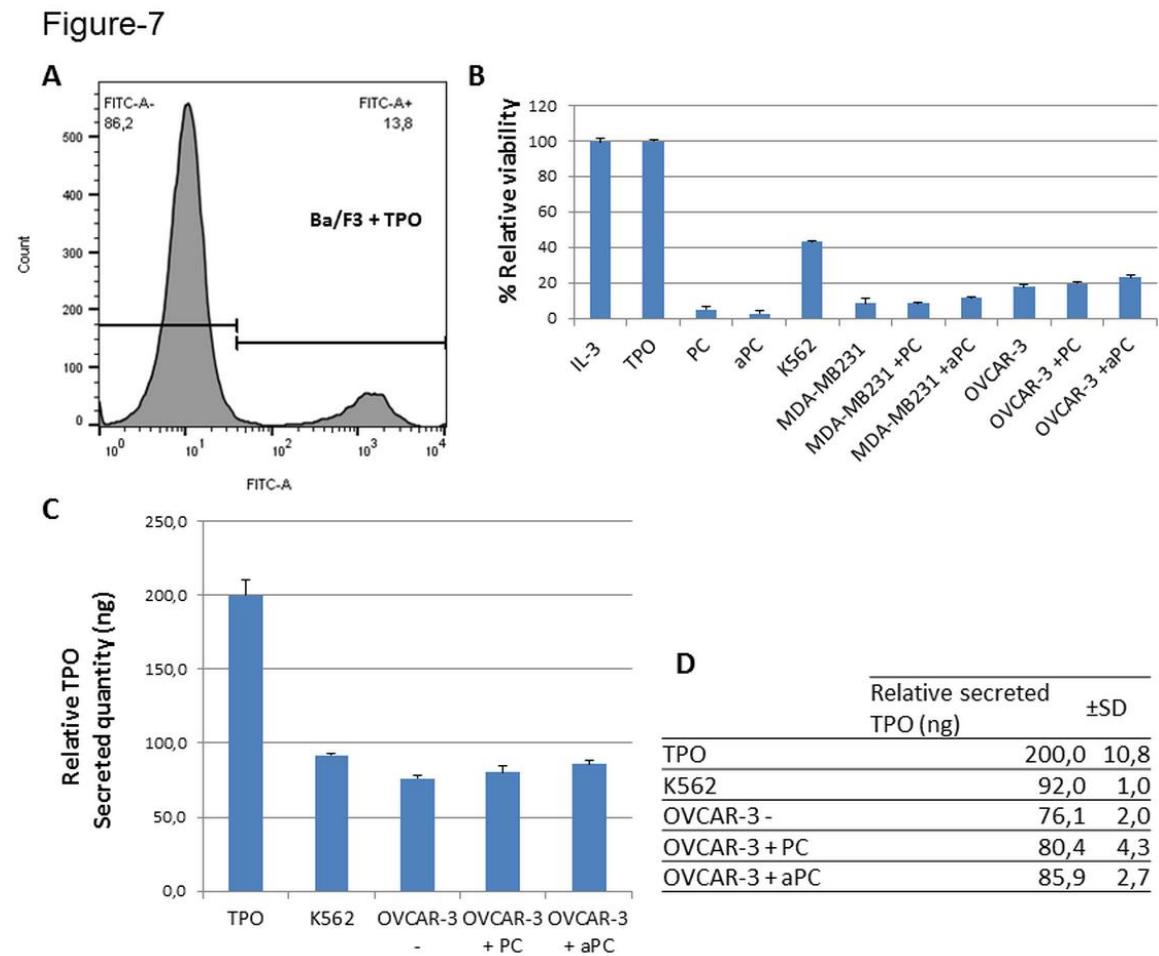 Figure-7
A
FITC-A-
86,2
FITC-A+
13,8
Ba/F3 + TPO
Count
500
400
300
200
100
0
10^0
10^1
10^2
10^3
10^4
FITC-A
B
% Relative viability
120
100
80
60
40
20
0
IL-3
TPO
PC
aPC
K562
MDA-MB231
MDA-MB231 +PC
MDA-MB231 +aPC
OVCAR-3
OVCAR-3 +PC
OVCAR-3 +aPC
C
Relative TPO
Secreted quantity (ng)
250,0
200,0
150,0
100,0
50,0
0,0
TPO
K562
OVCAR-3
-
OVCAR-3
+ PC
OVCAR-3
+ aPC
D
Relative secreted
TPO (ng)
±SD
TPO 200,0 10,8
K562 92,0 1,0
OVCAR-3 - 76,1 2,0
OVCAR-3 + PC 80,4 4,3
OVCAR-3 + aPC 85,9 2,7